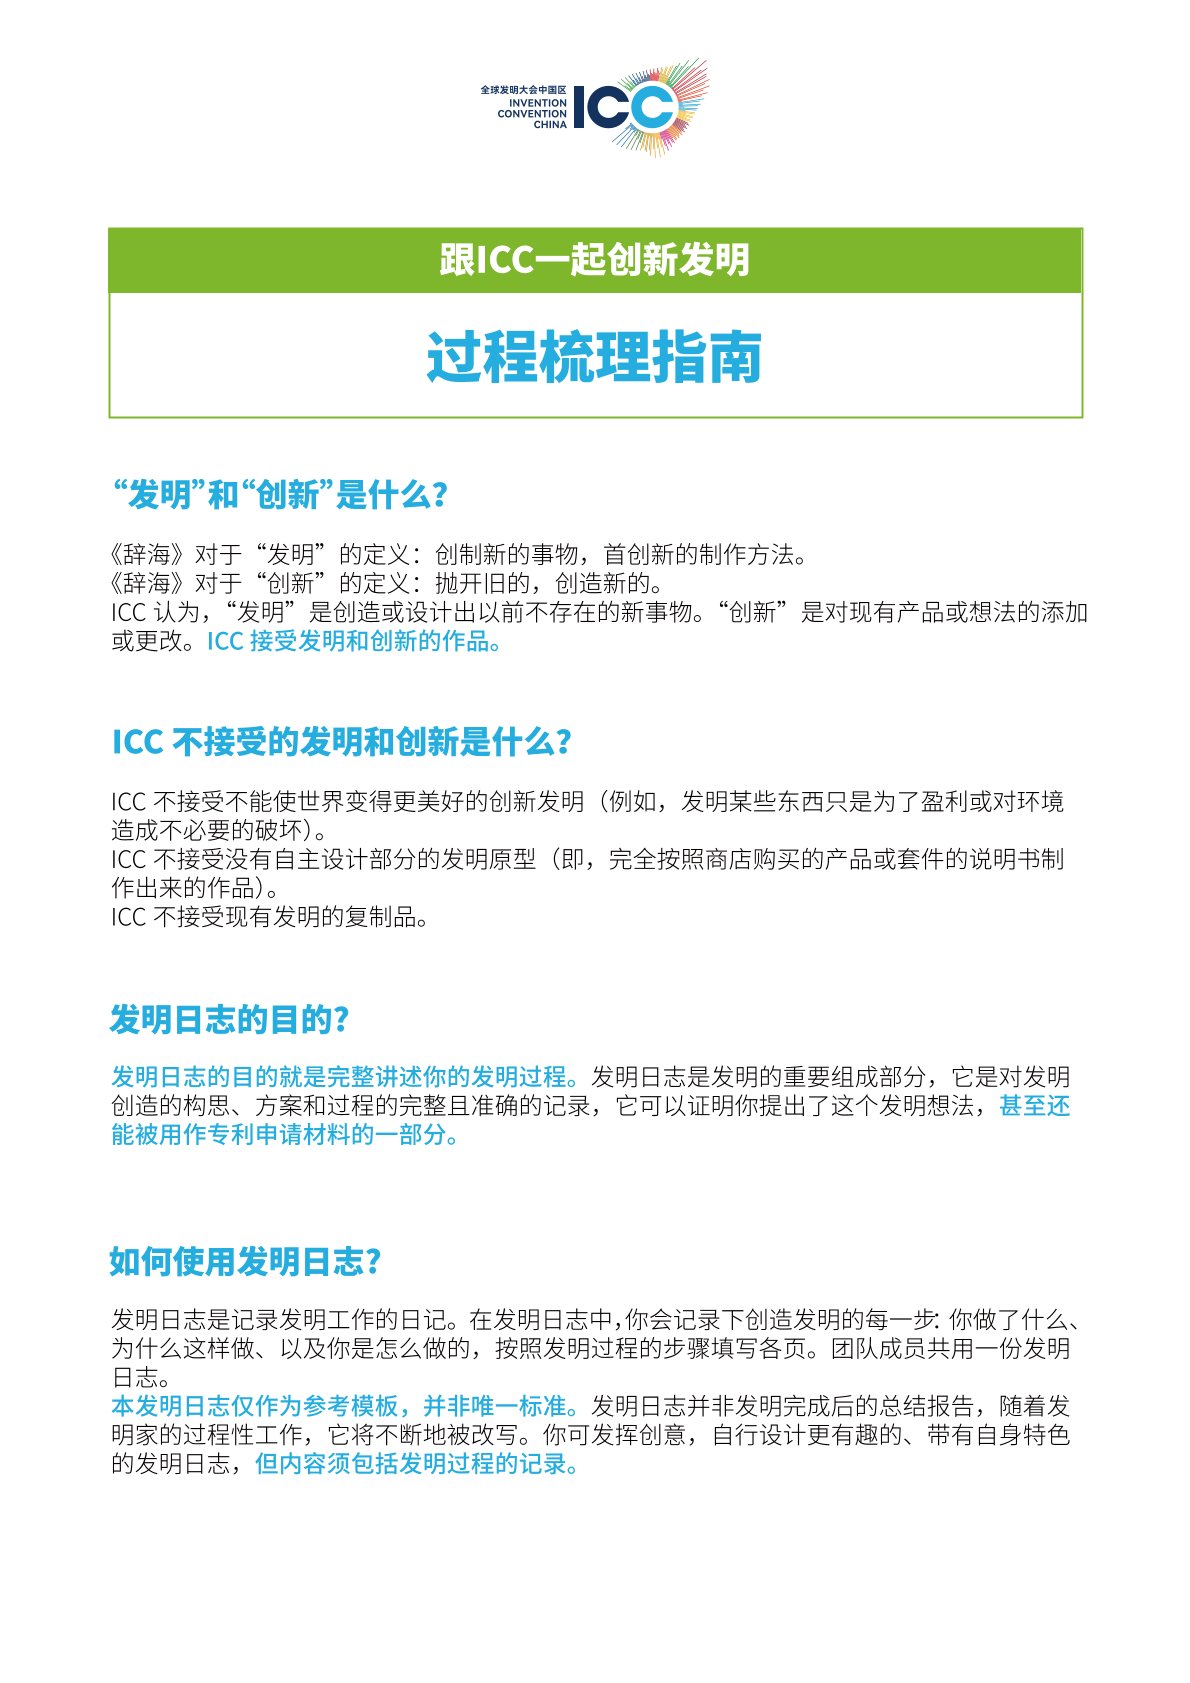 全球发明大会中国区
INVENTION
CONVENTION
CHINA
ICC
跟ICC一起创新发明
过程梳理指南
“发明”和“创新”是什么？
《辞海》对于“发明”的定义：创制新的事物，首创新的制作方法。
《辞海》对于“创新”的定义：抛开旧的，创造新的。
ICC 认为，“发明”是创造或设计出以前不存在的新事物。“创新”是对现有产品或想法的添加
或更改。ICC 接受发明和创新的作品。
ICC 不接受的发明和创新是什么？
ICC 不接受不能使世界变得更美好的创新发明（例如，发明某些东西只是为了盈利或对环境
造成不必要的破坏）。
ICC 不接受没有自主设计部分的发明原型（即，完全按照商店购买的产品或套件的说明书制
作出来的作品）。
ICC 不接受现有发明的复制品。
发明日志的目的？
发明日志的目的就是完整讲述你的发明过程。发明日志是发明的重要组成部分，它是对发明
创造的构思、方案和过程的完整且准确的记录，它可以证明你提出了这个发明想法，甚至还
能被用作专利申请材料的一部分。
如何使用发明日志？
发明日志是记录发明工作的日记。在发明日志中，你会记录下创造发明的每一步：你做了什么、
为什么这样做、以及你是怎么做的，按照发明过程的步骤填写各页。团队成员共用一份发明
日志。
本发明日志仅作为参考模板，并非唯一标准。发明日志并非发明完成后的总结报告，随着发
明家的过程性工作，它将不断地被改写。你可发挥创意，自行设计更有趣的、带有自身特色
的发明日志，但内容须包括发明过程的记录。